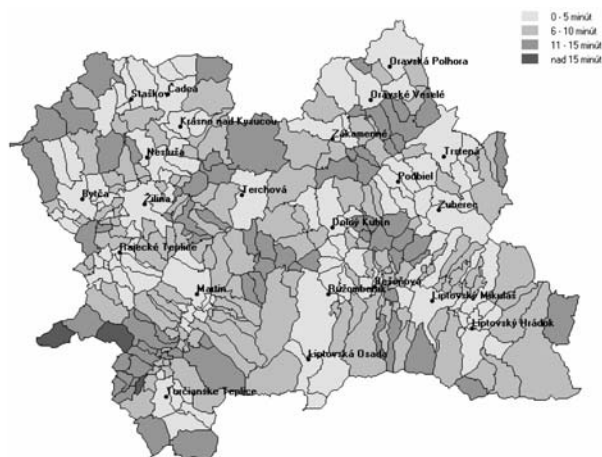 0 - 5 minút
6 - 10 minút
11 - 15 minút
nad 15 minút
Oravská Polhora
Čadca
Staškov
Oravské Veselé
Krásno nad Kysucou
Zákamenné
Nesluša
Trstená
Podbiel
Bytča
Žilina
Terchová
Zuberec
Dolný Kubín
Rajecké Teplice
Martin
Ružomberok
Bešeňová
Liptovský Mikuláš
Liptovský Hrádok
Liptovská Osada
Turčianske Teplice